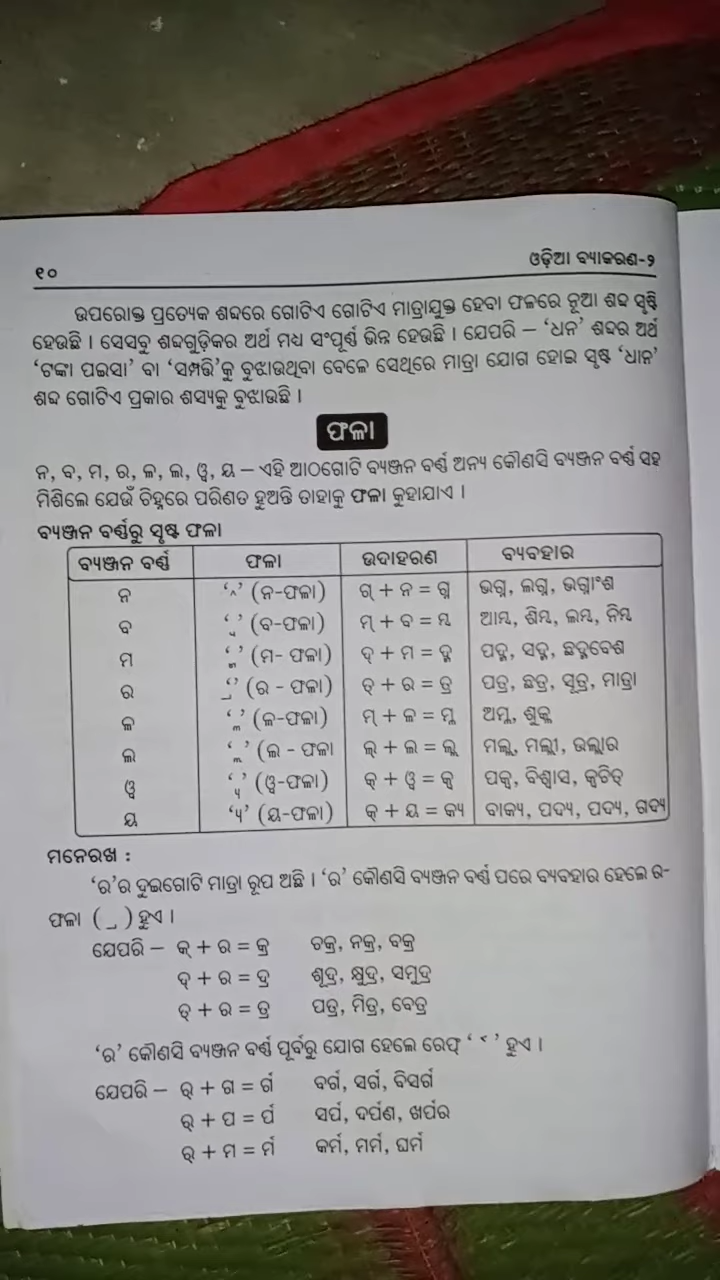 ୧୦ ଓଡ଼ିଆ ବ୍ୟାକରଣ-୨
ଉପରୋକ୍ତ ପ୍ରତ୍ୟେକ ଶବ୍ଦରେ ଗୋଟିଏ ଗୋଟିଏ ମାତ୍ରାଯୁକ୍ତ ହେବା ଫଳରେ ନୂଆ ଶବ୍ଦ ସୃଷ୍ଟି
ହେଉଛି । ସେସବୁ ଶବ୍ଦଗୁଡ଼ିକର ଅର୍ଥ ମଧ୍ୟ ସଂପୂର୍ଣ୍ଣ ଭିନ୍ନ ହେଉଛି । ଯେପରି – ‘ଧନ’ ଶବ୍ଦର ଅର୍ଥ
‘ଟଙ୍କା ପଇସା’ ବା ‘ସମ୍ପତ୍ତି’କୁ ବୁଝାଉଥିବା ବେଳେ ସେଥିରେ ମାତ୍ରା ଯୋଗ ହୋଇ ସୃଷ୍ଟ ‘ଧାନ’
ଶବ୍ଦ ଗୋଟିଏ ପ୍ରକାର ଶସ୍ୟକୁ ବୁଝାଉଛି ।
ଫଳା
ନ, ବ, ମ, ର, ଳ, ଲ, ୱ, ୟ – ଏହି ଆଠଗୋଟି ବ୍ୟଞ୍ଜନ ବର୍ଣ୍ଣ ଅନ୍ୟ କୌଣସି ବ୍ୟଞ୍ଜନ ବର୍ଣ୍ଣ ସହ
ମିଶିଲେ ଯେଉଁ ଚିହ୍ନରେ ପରିଣତ ହୁଅନ୍ତି ତାହାକୁ ଫଳା କୁହାଯାଏ ।
ବ୍ୟଞ୍ଜନ ବର୍ଣ୍ଣରୁ ସୃଷ୍ଟ ଫଳା
ବ୍ୟଞ୍ଜନ ବର୍ଣ୍ଣ ଫଳା ଉଦାହରଣ ବ୍ୟବହାର
ନ (ନ-ଫଳା) ଗ୍ + ନ = ଗ୍ନ ଭଗ୍ନ, ଲଗ୍ନ, ଭଗ୍ନାଂଶ
ବ (ବ-ଫଳା) ମ୍ + ବ = ମ୍ବ ଆମ୍ବ, ଶିମ୍ବ, ଲମ୍ବ, ନିମ୍ବ
ମ (ମ- ଫଳା) ଦ୍ + ମ = ଦ୍ମ ପଦ୍ମ, ସଦ୍ମ, ଛଦ୍ମବେଶ
ର (ର - ଫଳା) ତ୍ + ର = ତ୍ର ପତ୍ର, ଛତ୍ର, ସୂତ୍ର, ମାତ୍ରା
ଳ (ଳ-ଫଳା) ମ୍ + ଳ = ମ୍ଳ ଅମ୍ଳ, ଶୁକ୍ଳ
ଲ (ଲ - ଫଳା ଲ୍ + ଲ = ଲ୍ଲ ମଲ୍ଲ, ମଲ୍ଲୀ, ଉଲ୍ଲାର
ୱ (ୱ-ଫଳା) କ୍ + ୱ = କ୍ୱ ପକ୍ୱ, ବିଶ୍ୱାସ, କ୍ୱଚିତ୍
ୟ (ୟ-ଫଳା) କ୍ + ୟ = କ୍ୟ ବାକ୍ୟ, ପଦ୍ୟ, ପଦ୍ୟ, ଗଦ୍ୟ
ମନେରଖ :
‘ର’ର ଦୁଇଗୋଟି ମାତ୍ରା ରୂପ ଅଛି । ‘ର’ କୌଣସି ବ୍ୟଞ୍ଜନ ବର୍ଣ୍ଣ ପରେ ବ୍ୟବହାର ହେଲେ ର-
ଫଳା ( ୍ର ) ହୁଏ ।
ଯେପରି – କ୍ + ର = କ୍ର ଚକ୍ର, ନକ୍ର, ବକ୍ର
ଦ୍ + ର = ଦ୍ର ଶୂଦ୍ର, କ୍ଷୁଦ୍ର, ସମୁଦ୍ର
ତ୍ + ର = ତ୍ର ପତ୍ର, ମିତ୍ର, ବେତ୍ର
‘ର’ କୌଣସି ବ୍ୟଞ୍ଜନ ବର୍ଣ୍ଣ ପୂର୍ବରୁ ଯୋଗ ହେଲେ ରେଫ୍ ‘ ର୍ ’ ହୁଏ ।
ଯେପରି – ର୍ + ଗ = ର୍ଗ ବର୍ଗ, ସର୍ଗ, ବିସର୍ଗ
ର୍ + ପ = ର୍ପ ସର୍ପ, ଦର୍ପଣ, ଖର୍ପର
ର୍ + ମ = ର୍ମ କର୍ମ, ମର୍ମ, ଘର୍ମ